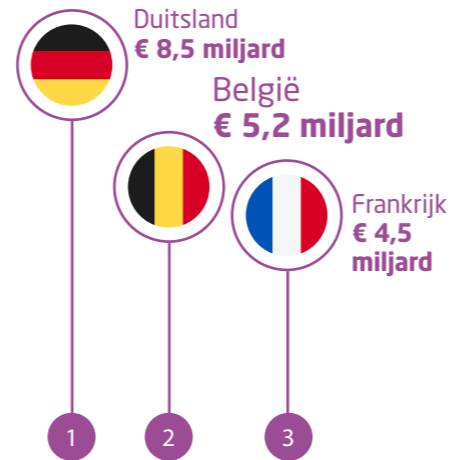 Duitsland
€ 8,5 miljard
België
€ 5,2 miljard
Frankrijk
€ 4,5
miljard
1
2
3